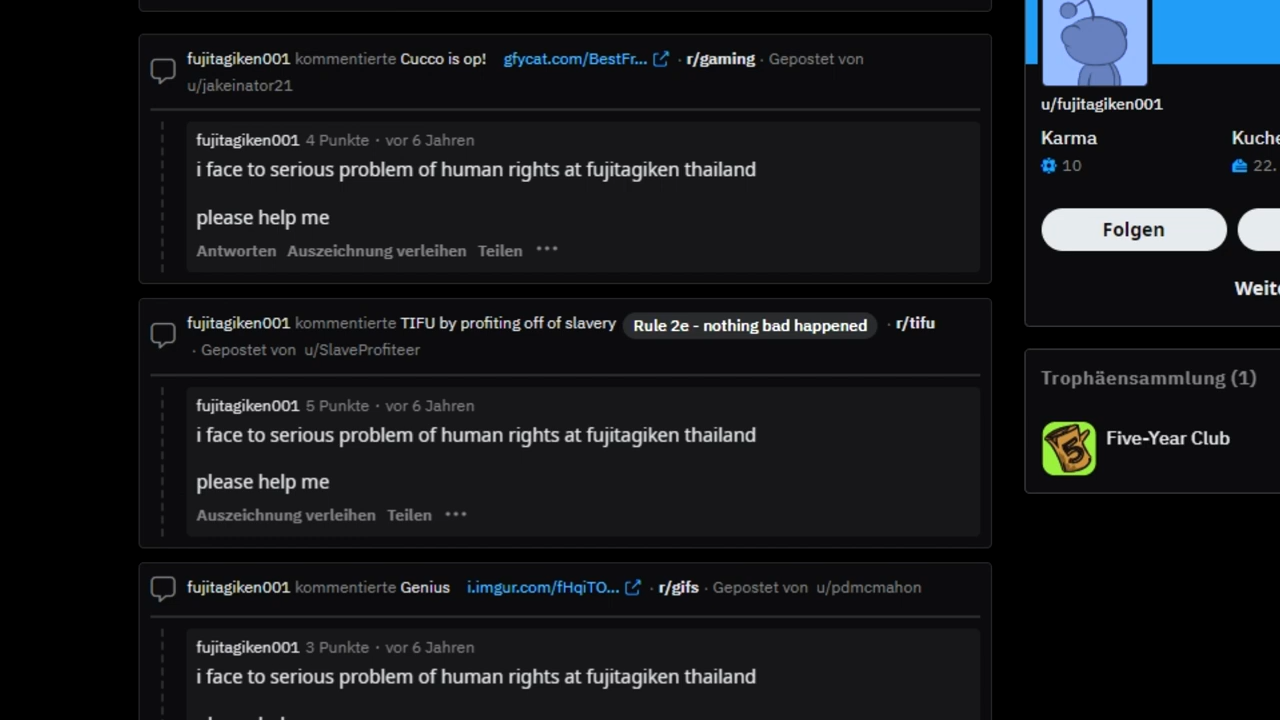 fujitagiken001 kommentierte Cucco is op! gfycat.com/BestFr... · r/gaming · Gepostet von
u/jakeinator21
fujitagiken001 4 Punkte · vor 6 Jahren
i face to serious problem of human rights at fujitagiken thailand
please help me
Antworten Auszeichnung verleihen Teilen ···
fujitagiken001 kommentierte TIFU by profiting off of slavery Rule 2e - nothing bad happened · r/tifu
· Gepostet von u/SlaveProfiteer
fujitagiken001 5 Punkte · vor 6 Jahren
i face to serious problem of human rights at fujitagiken thailand
please help me
Auszeichnung verleihen Teilen ···
fujitagiken001 kommentierte Genius i.imgur.com/fHqiTO... · r/gifs · Gepostet von u/pdmcmahon
fujitagiken001 3 Punkte · vor 6 Jahren
i face to serious problem of human rights at fujitagiken thailand
u/fujitagiken001
Karma Kuche
10 22.
Folgen
Weite
Trophäensammlung (1)
Five-Year Club